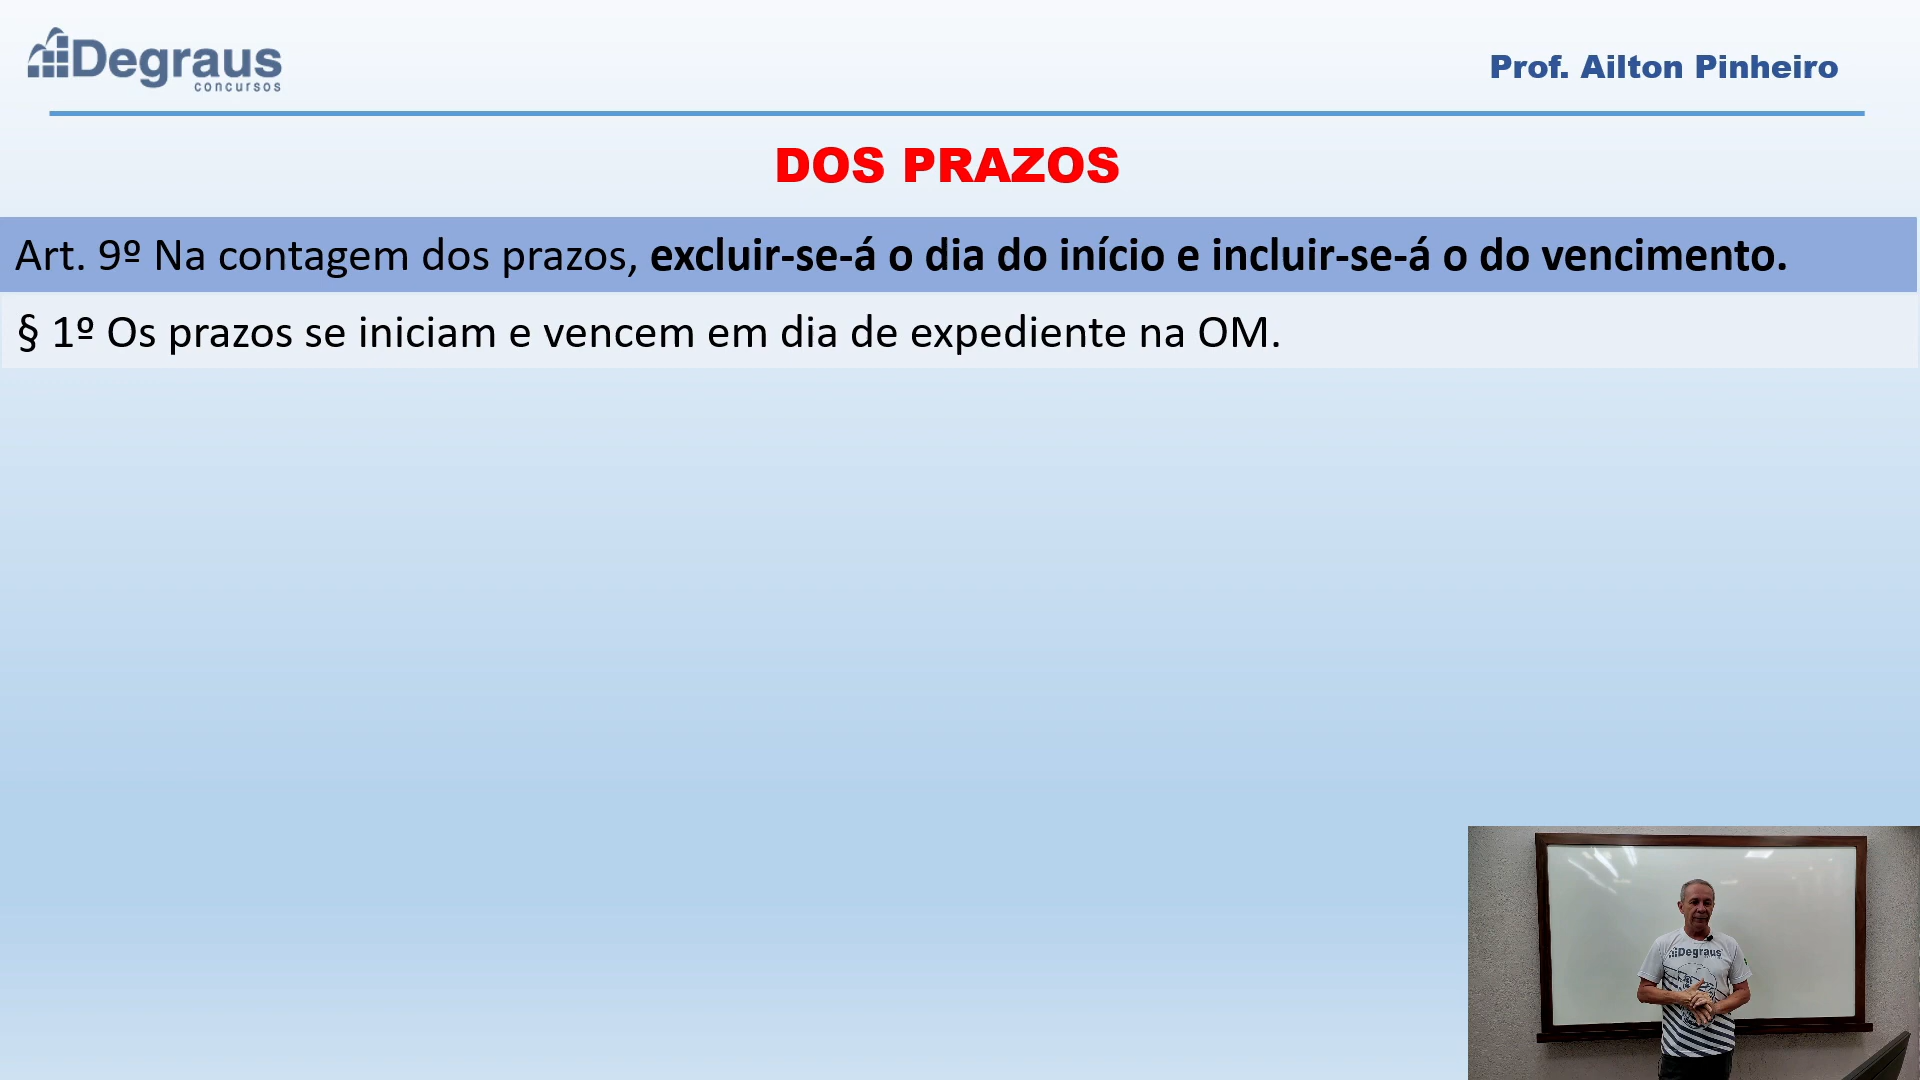 Degraus
concursos
Prof. Ailton Pinheiro
DOS PRAZOS
Art. 9º Na contagem dos prazos, excluir-se-á o dia do início e incluir-se-á o do vencimento.
§ 1º Os prazos se iniciam e vencem em dia de expediente na OM.
Degraus